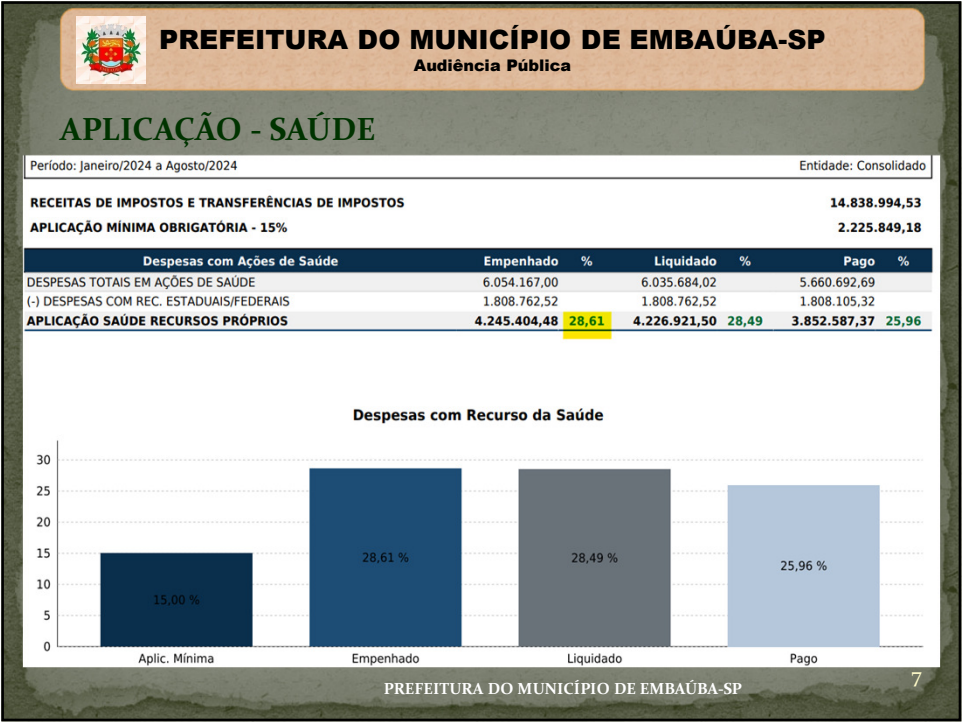 PREFEITURA DO MUNICÍPIO DE EMBAÚBA-SP
Audiência Pública
APLICAÇÃO - SAÚDE
Período: Janeiro/2024 a Agosto/2024 Entidade: Consolidado
RECEITAS DE IMPOSTOS E TRANSFERÊNCIAS DE IMPOSTOS 14.838.994,53
APLICAÇÃO MÍNIMA OBRIGATÓRIA - 15% 2.225.849,18
Despesas com Ações de Saúde Empenhado % Liquidado % Pago %
DESPESAS TOTAIS EM AÇÕES DE SAÚDE 6.054.167,00 6.035.684,02 5.660.692,69
(-) DESPESAS COM REC. ESTADUAIS/FEDERAIS 1.808.762,52 1.808.762,52 1.808.105,32
APLICAÇÃO SAÚDE RECURSOS PRÓPRIOS 4.245.404,48 28,61 4.226.921,50 28,49 3.852.587,37 25,96
Despesas com Recurso da Saúde
30
25
20
15
10
5
0
15,00 %
28,61 %
28,49 %
25,96 %
Aplic. Mínima Empenhado Liquidado Pago
PREFEITURA DO MUNICÍPIO DE EMBAÚBA-SP
7